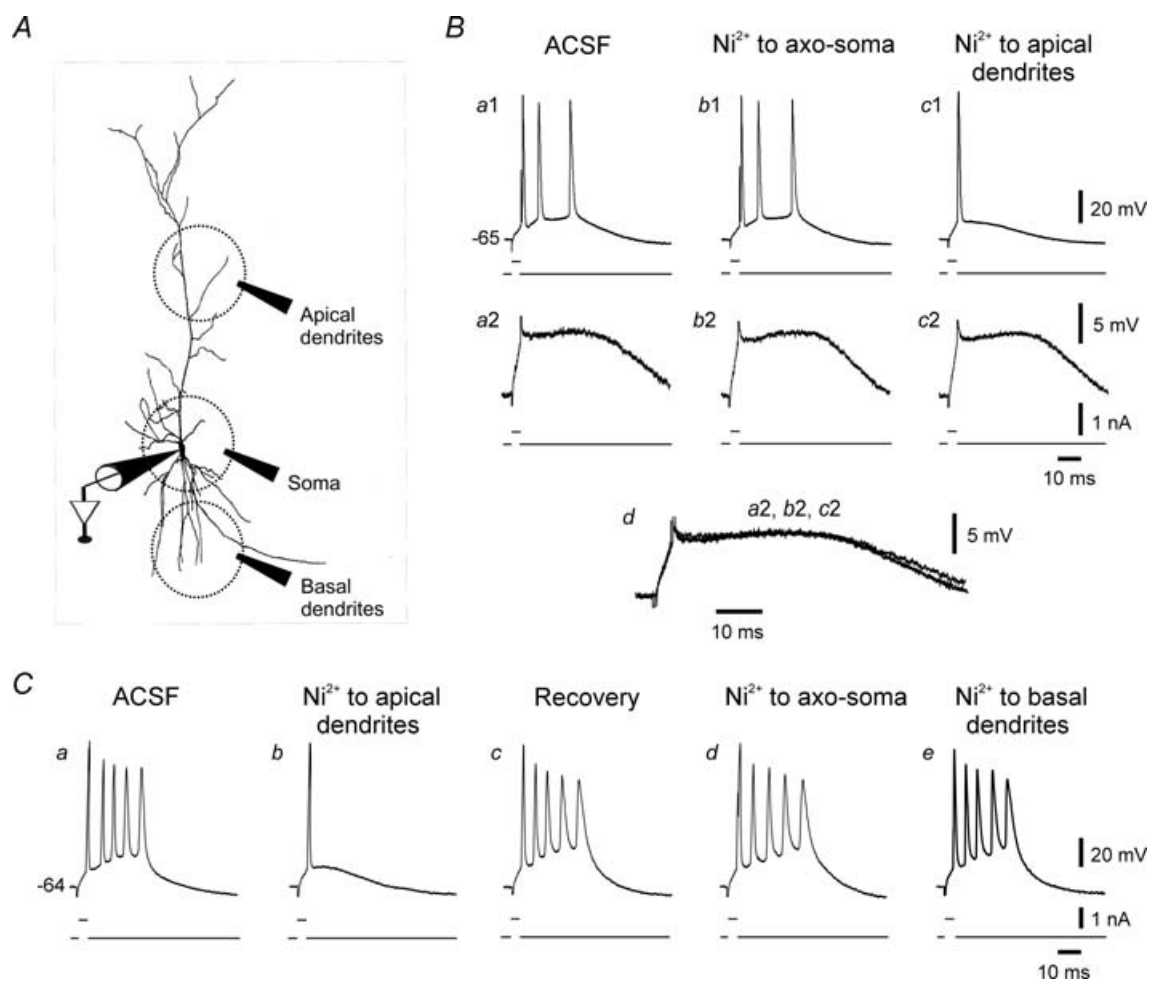 A
Apical
dendrites
Soma
Basal
dendrites
B
ACSF
Ni²⁺ to axo-soma
Ni²⁺ to apical
dendrites
a1
b1
c1
20 mV
-65
a2
b2
c2
5 mV
1 nA
10 ms
d
a2, b2, c2
5 mV
10 ms
C
ACSF
Ni²⁺ to apical
dendrites
Recovery
Ni²⁺ to axo-soma
Ni²⁺ to basal
dendrites
a
b
c
d
e
20 mV
-64
1 nA
10 ms